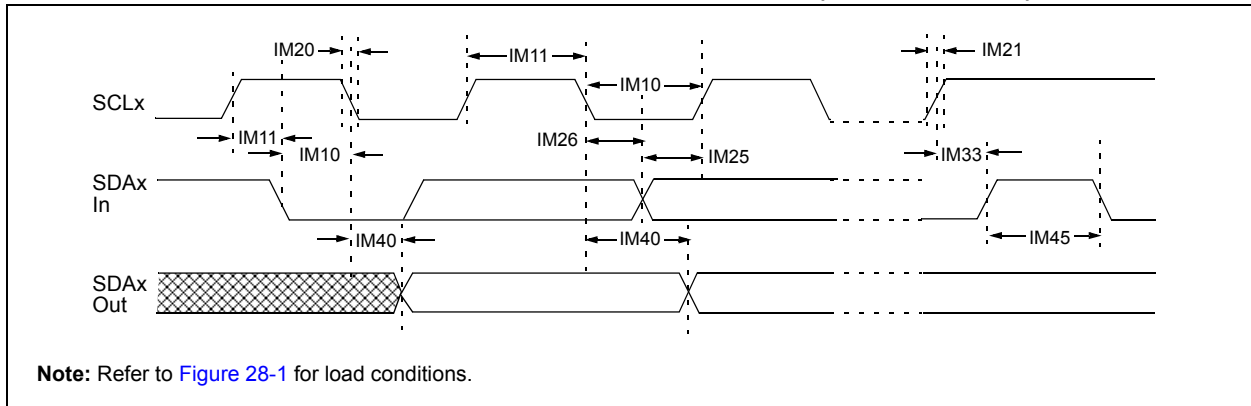 IM20
IM11
IM21
IM10
SCLx
IM11
IM26
IM10
IM25
IM33
SDAx
In
IM40
IM40
IM45
SDAx
Out
Note: Refer to Figure 28-1 for load conditions.